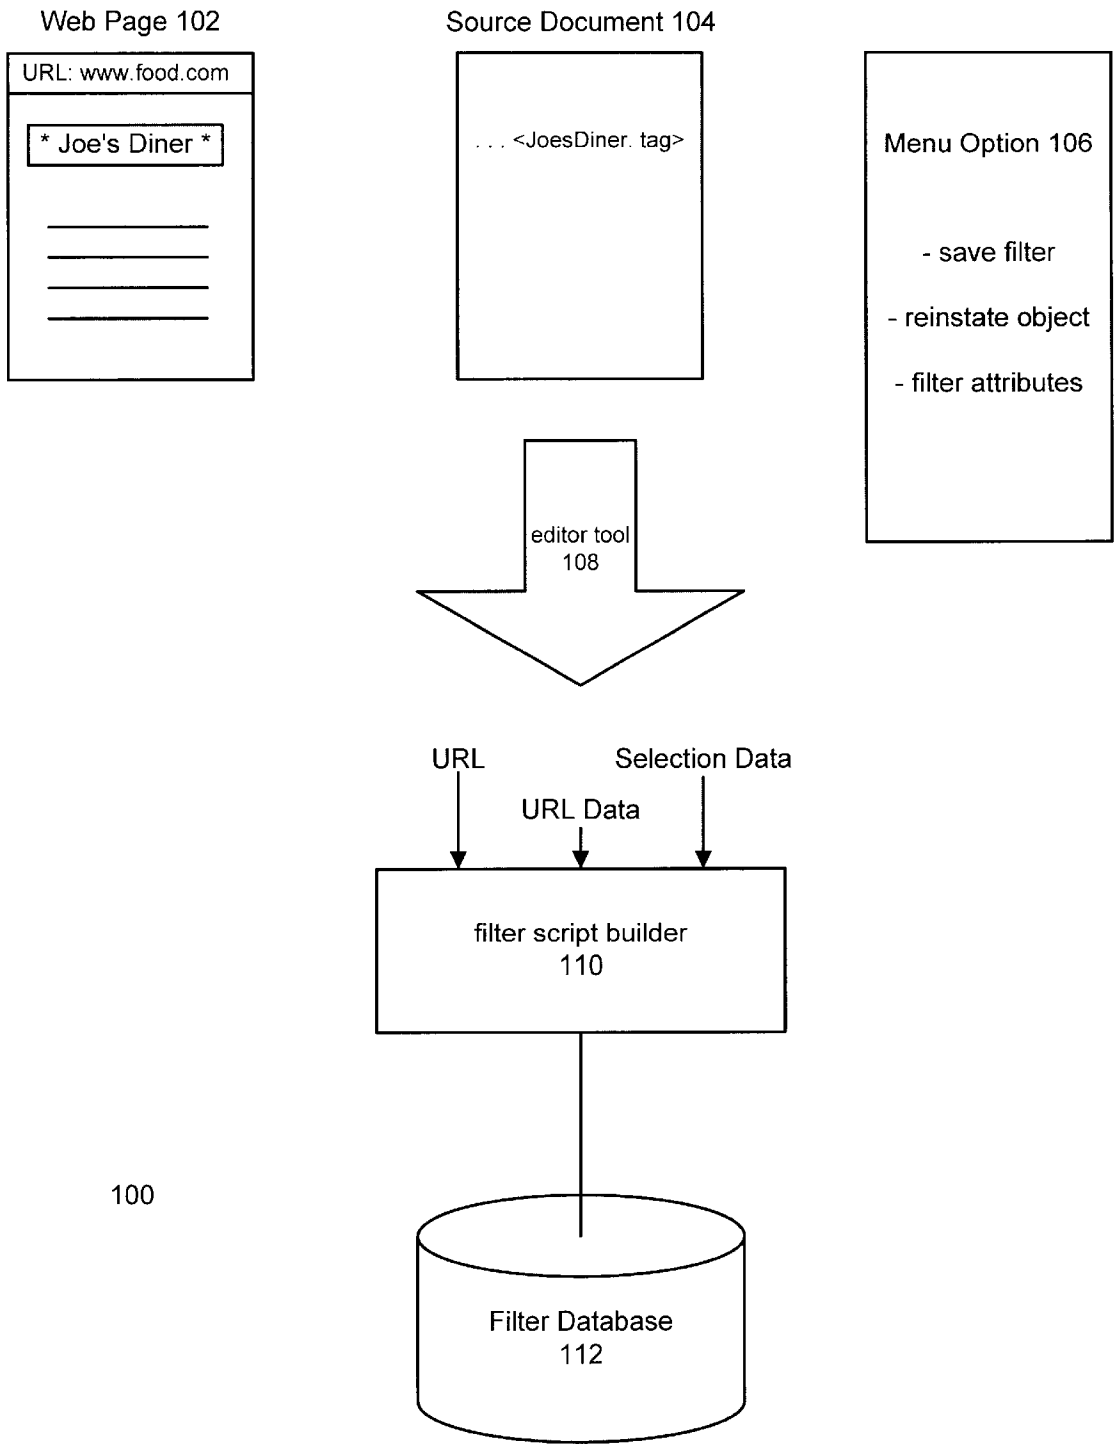 Web Page 102
Source Document 104
URL: www.food.com
* Joe's Diner *
. . . <JoesDiner. tag>
Menu Option 106
- save filter
- reinstate object
- filter attributes
editor tool
108
URL
Selection Data
URL Data
filter script builder
110
100
Filter Database
112